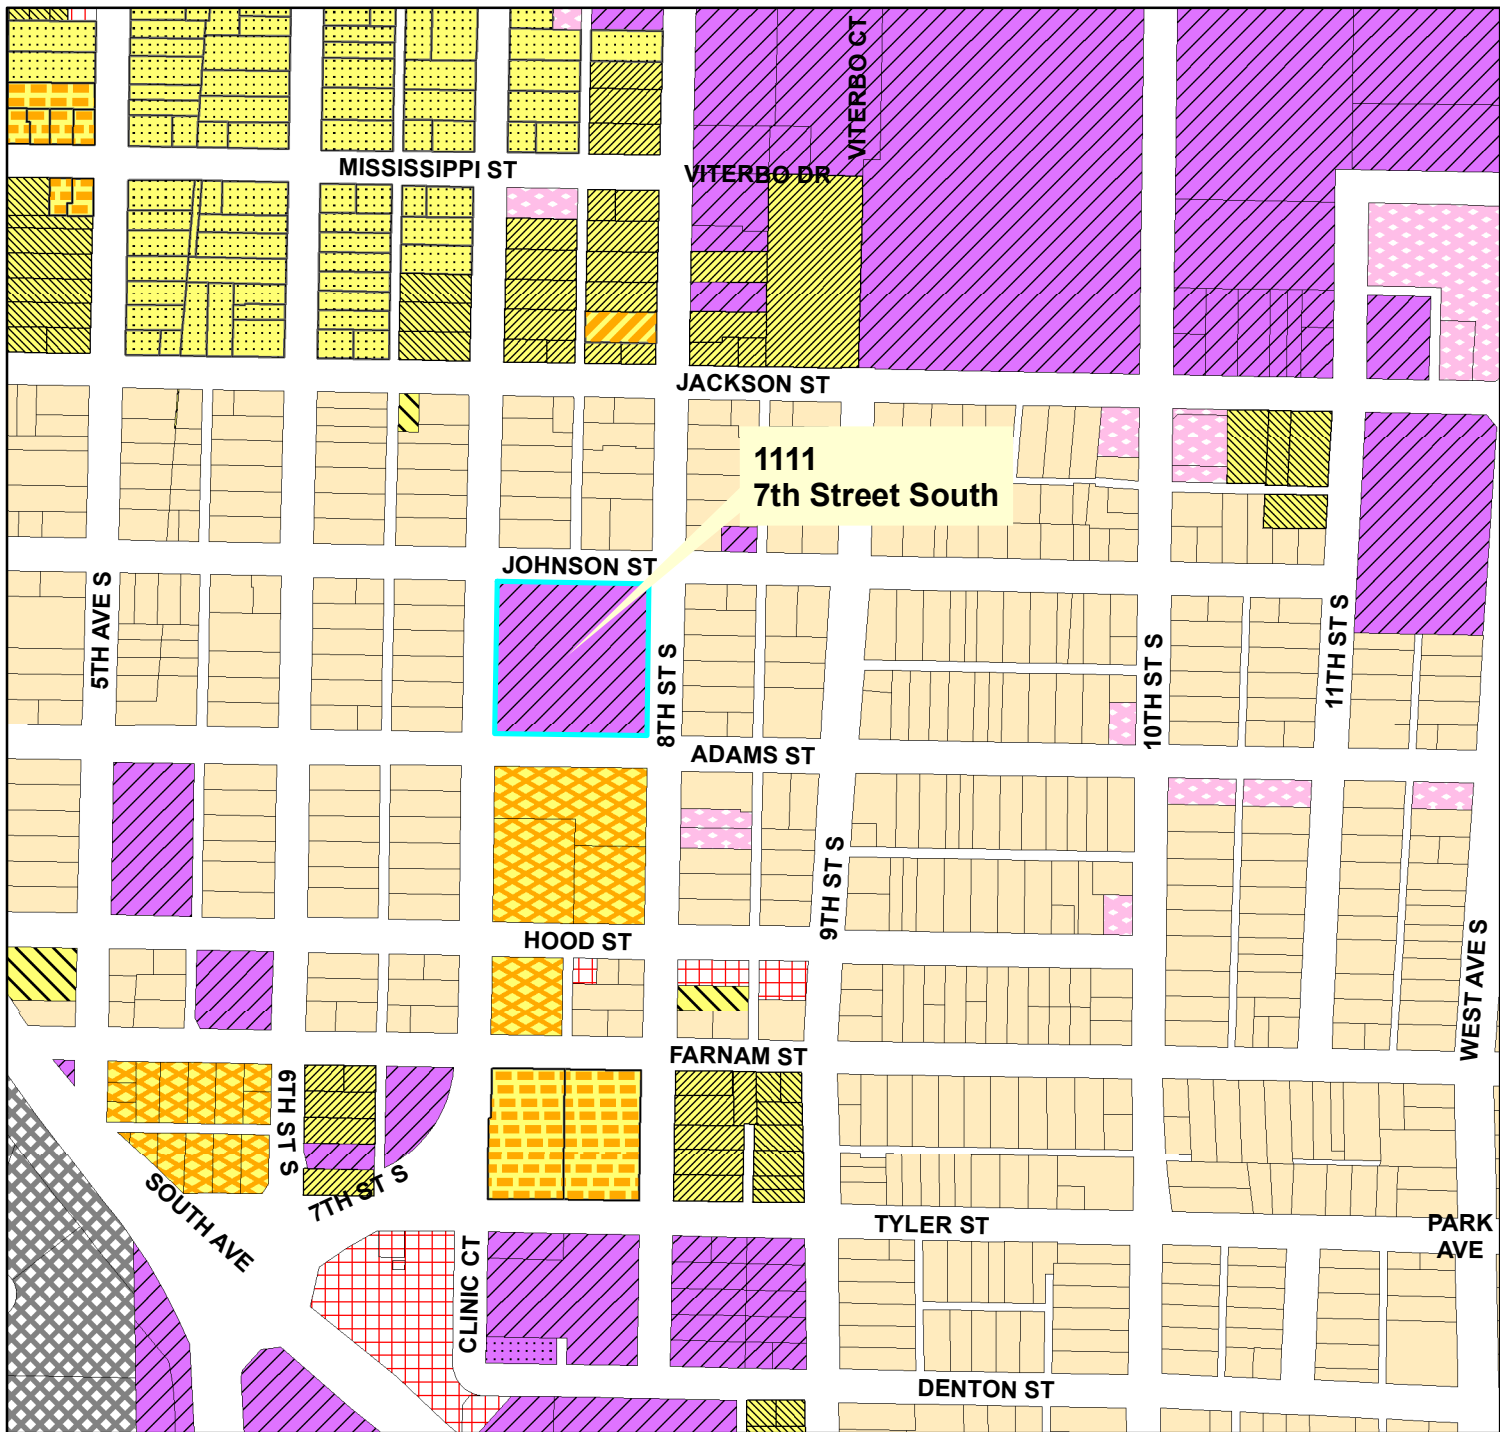 VITERBO CT
MISSISSIPPI ST
VITERBO DR
JACKSON ST
1111
7th Street South
JOHNSON ST
5TH AVE S
8TH ST S
10TH ST S
11TH ST S
ADAMS ST
9TH ST S
HOOD ST
WEST AVE S
FARNAM ST
6TH ST S
7TH ST S
SOUTH AVE
TYLER ST
PARK
AVE
CLINIC CT
DENTON ST